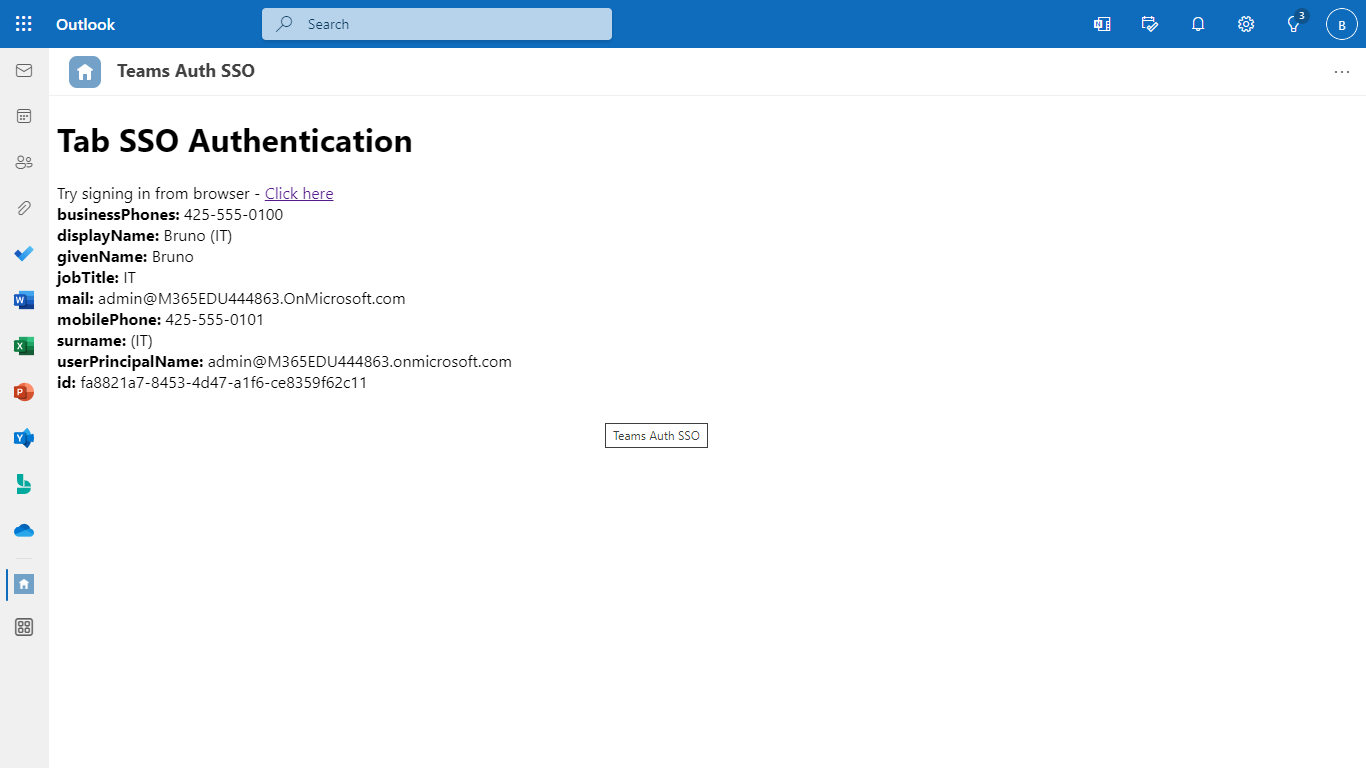 Outlook
Search
3
B
Teams Auth SSO
Tab SSO Authentication
Try signing in from browser - Click here
businessPhones: 425-555-0100
displayName: Bruno (IT)
givenName: Bruno
jobTitle: IT
mail: admin@M365EDU444863.OnMicrosoft.com
mobilePhone: 425-555-0101
surname: (IT)
userPrincipalName: admin@M365EDU444863.onmicrosoft.com
id: fa8821a7-8453-4d47-a1f6-ce8359f62c11
Teams Auth SSO